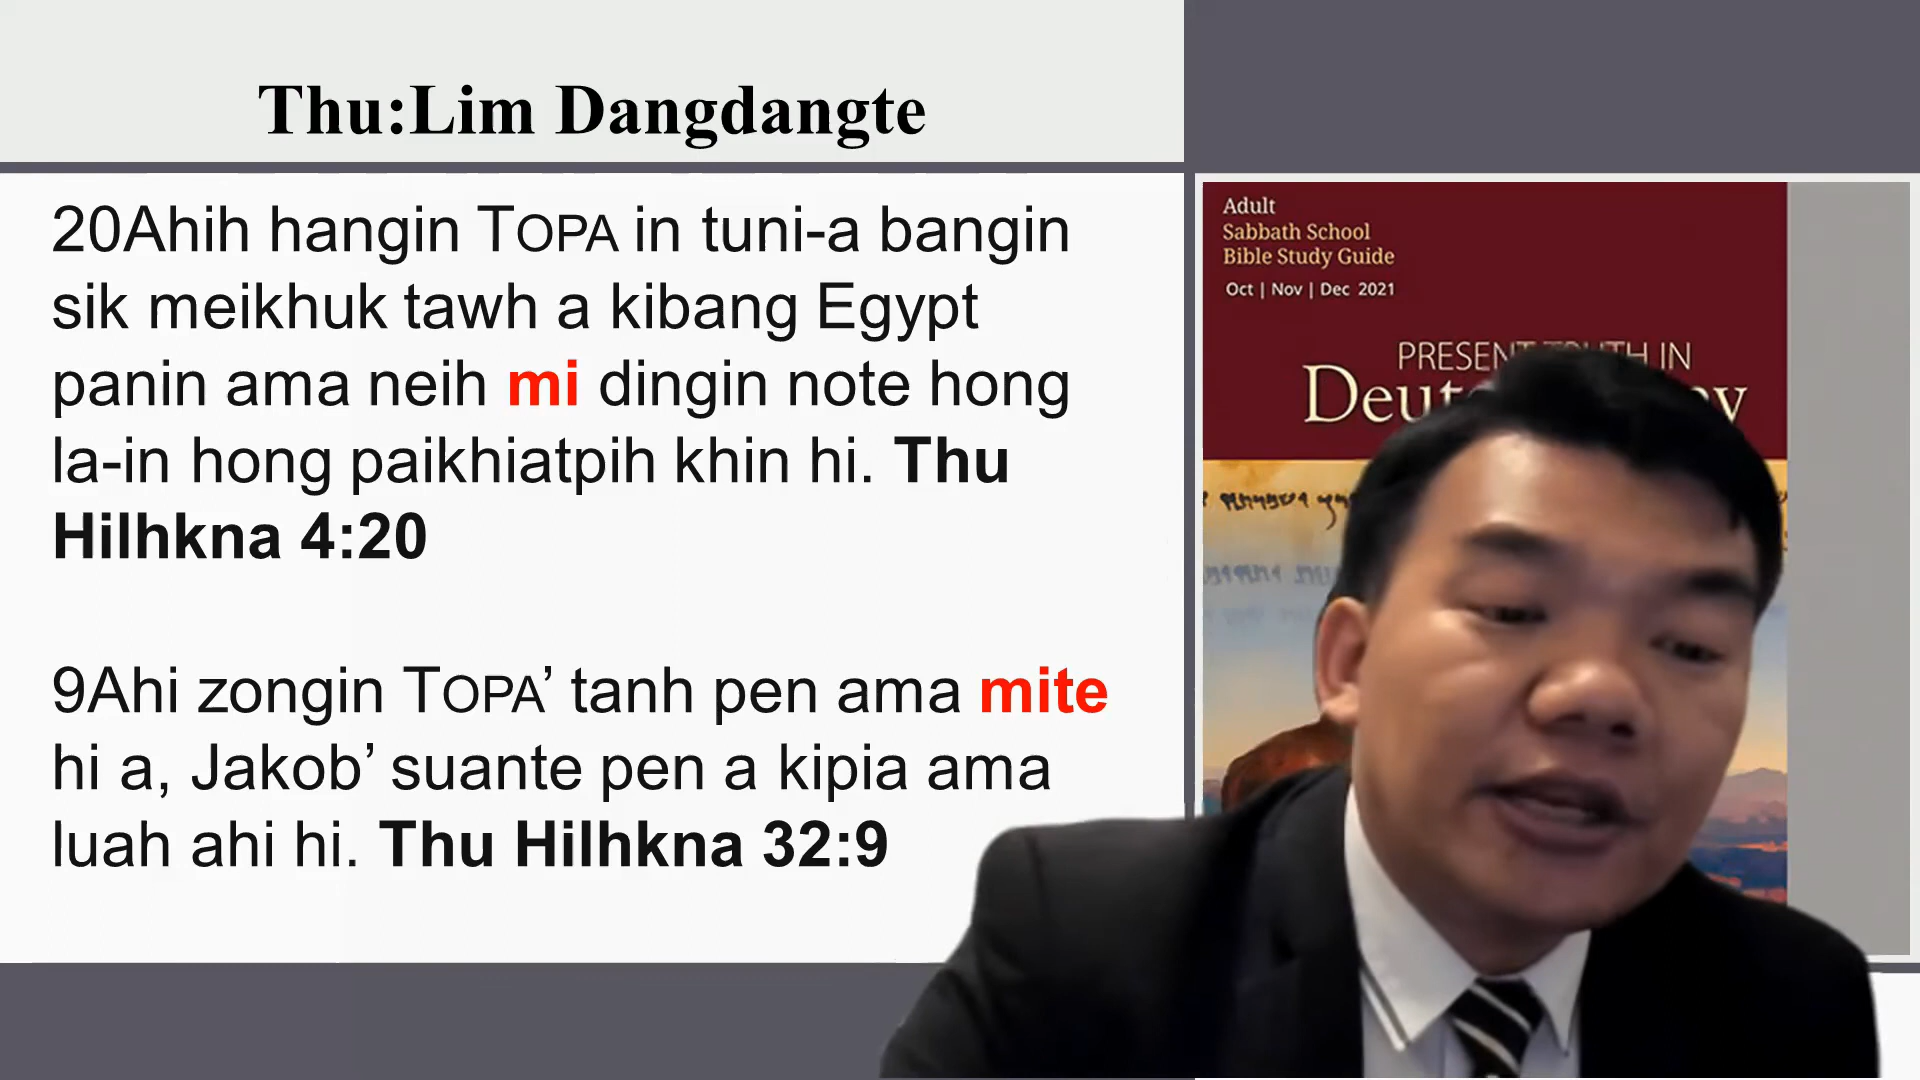 Thu:Lim Dangdangte
20Ahih hangin TOPA in tuni-a bangin
sik meikhuk tawh a kibang Egypt
panin ama neih mi dingin note hong
la-in hong paikhiatpih khin hi. Thu
Hilhkna 4:20
9Ahi zongin TOPA’ tanh pen ama mite
hi a, Jakob’ suante pen a kipia ama
luah ahi hi. Thu Hilhkna 32:9
Adult
Sabbath School
Bible Study Guide
Oct | Nov | Dec 2021
PRESENT TRUTH IN